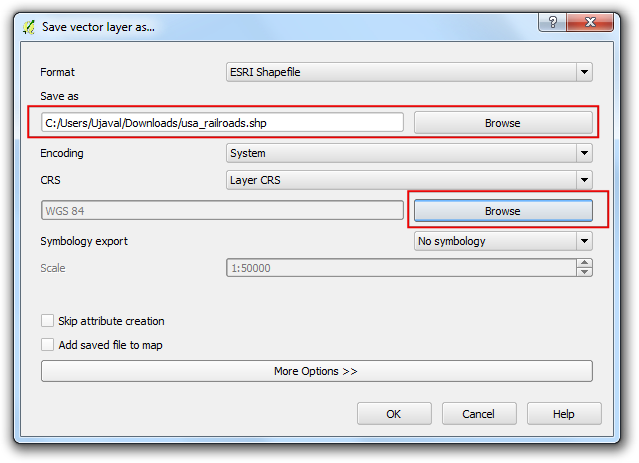 Save vector layer as...
Format ESRI Shapefile
Save as
C:/Users/Ujaval/Downloads/usa_railroads.shp Browse
Encoding System
CRS Layer CRS
WGS 84 Browse
Symbology export No symbology
Scale 1:50000
Skip attribute creation
Add saved file to map
More Options >>
OK Cancel Help